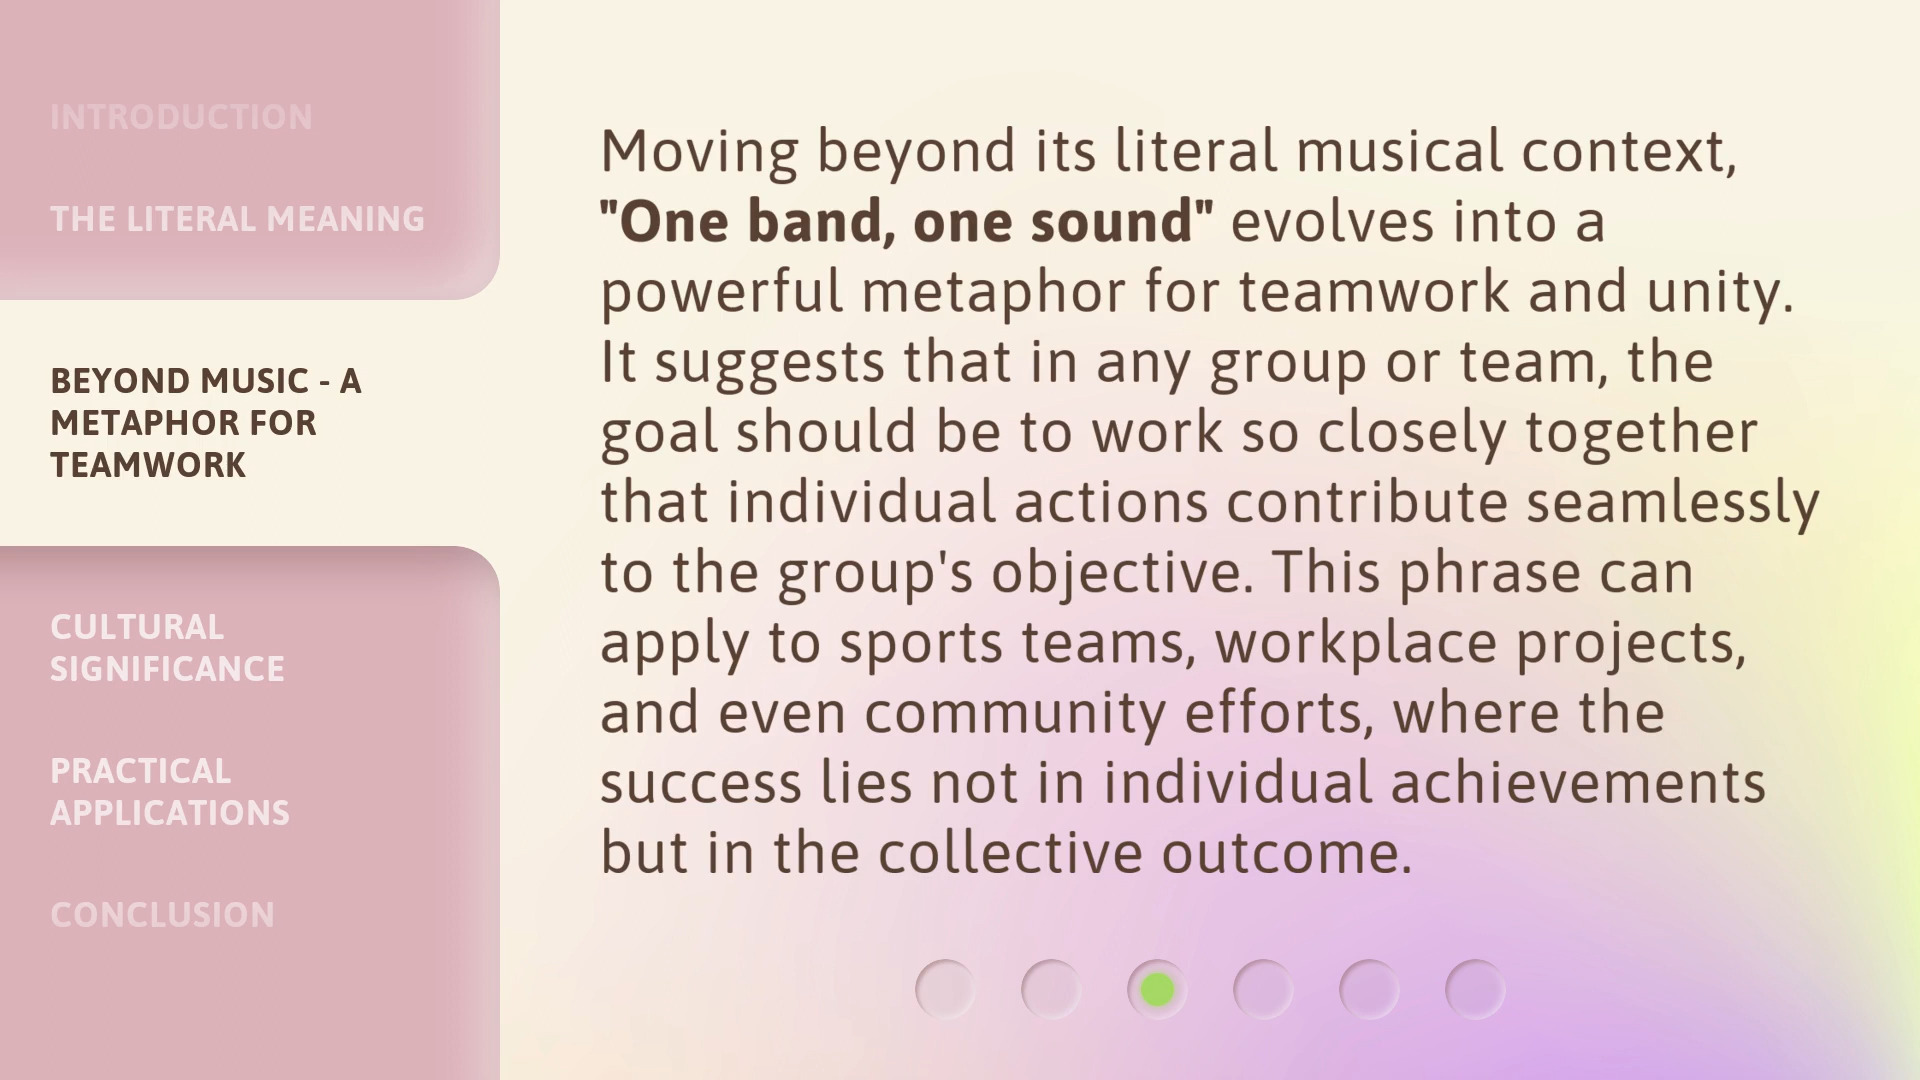 INTRODUCTION
THE LITERAL MEANING
BEYOND MUSIC - A
METAPHOR FOR
TEAMWORK
CULTURAL
SIGNIFICANCE
PRACTICAL
APPLICATIONS
CONCLUSION
Moving beyond its literal musical context,
"One band, one sound" evolves into a
powerful metaphor for teamwork and unity.
It suggests that in any group or team, the
goal should be to work so closely together
that individual actions contribute seamlessly
to the group's objective. This phrase can
apply to sports teams, workplace projects,
and even community efforts, where the
success lies not in individual achievements
but in the collective outcome.